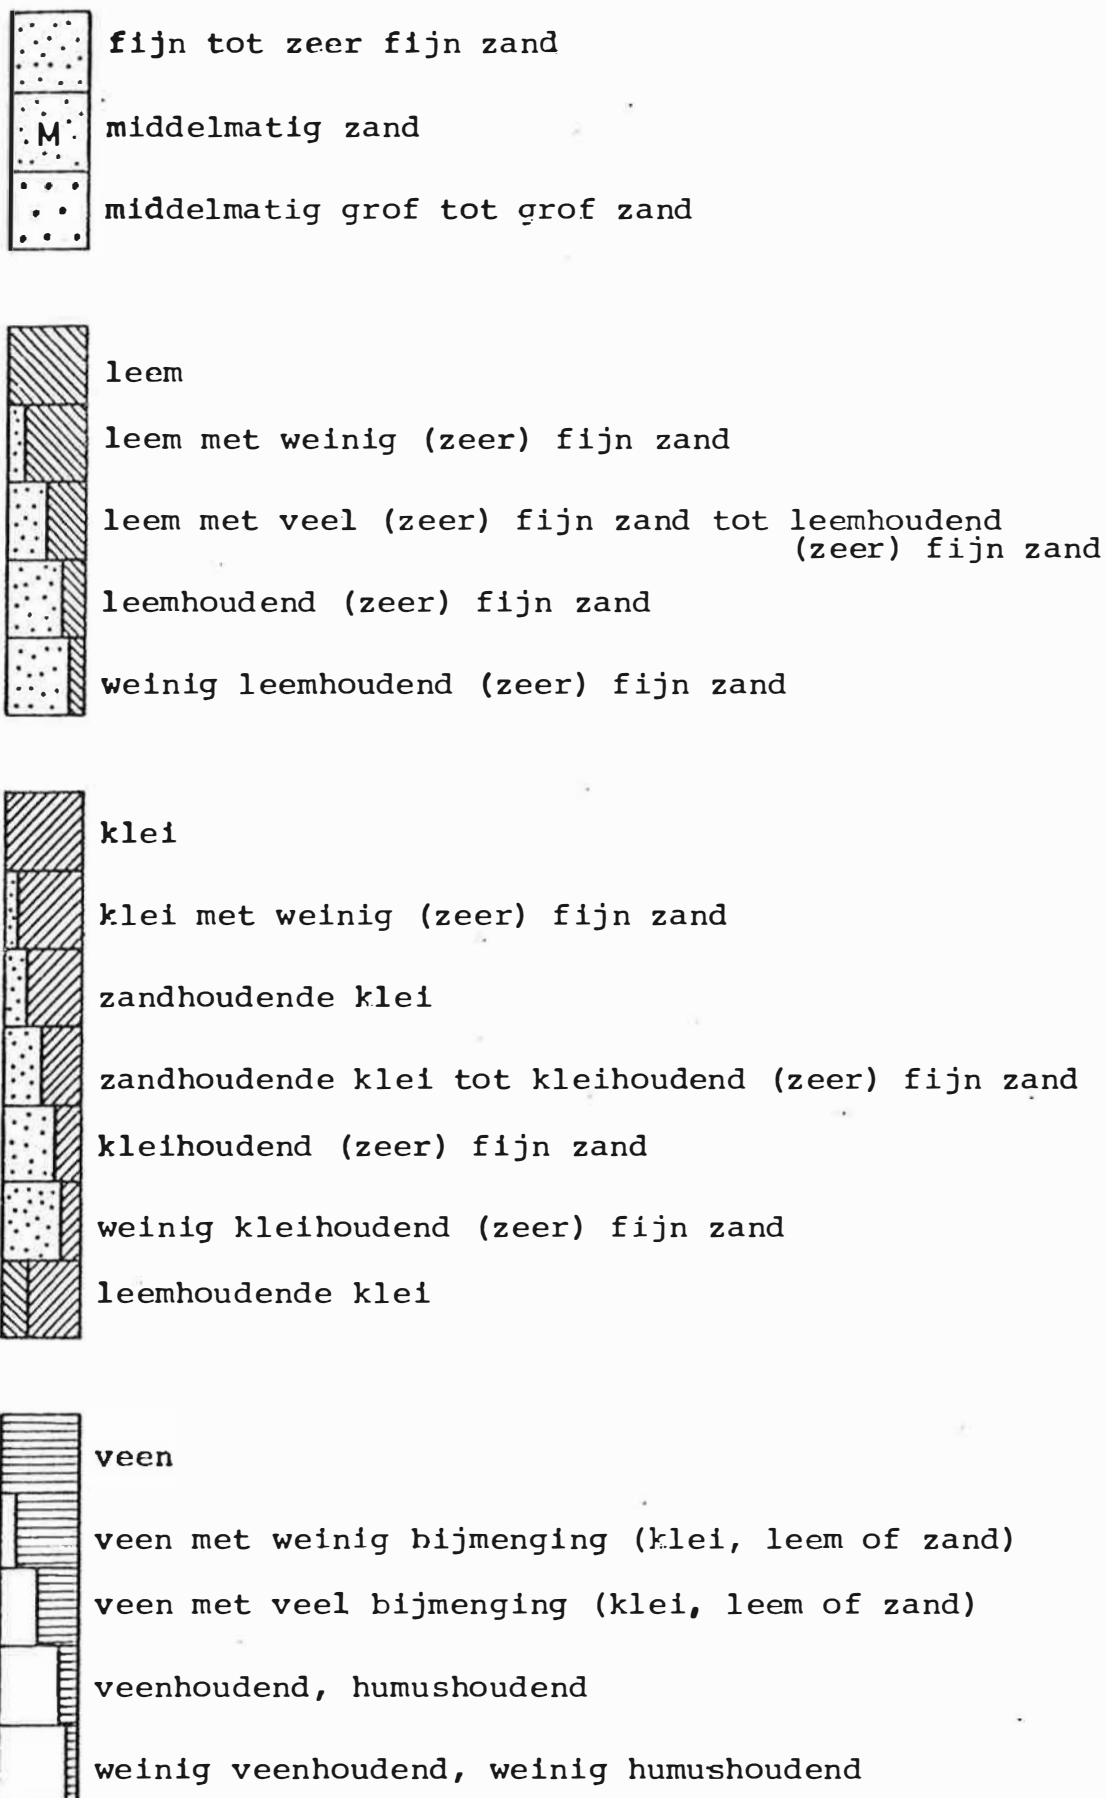 fijn tot zeer fijn zand
M
middelmatig zand
middelmatig grof tot grof zand
leem
leem met weinig (zeer) fijn zand
leem met veel (zeer) fijn zand tot leemhoudend
(zeer) fijn zand
leemhoudend (zeer) fijn zand
weinig leemhoudend (zeer) fijn zand
klei
klei met weinig (zeer) fijn zand
zandhoudende klei
zandhoudende klei tot kleihoudend (zeer) fijn zand
kleihoudend (zeer) fijn zand
weinig kleihoudend (zeer) fijn zand
leemhoudende klei
veen
veen met weinig bijmenging (klei, leem of zand)
veen met veel bijmenging (klei, leem of zand)
veenhoudend, humushoudend
weinig veenhoudend, weinig humushoudend